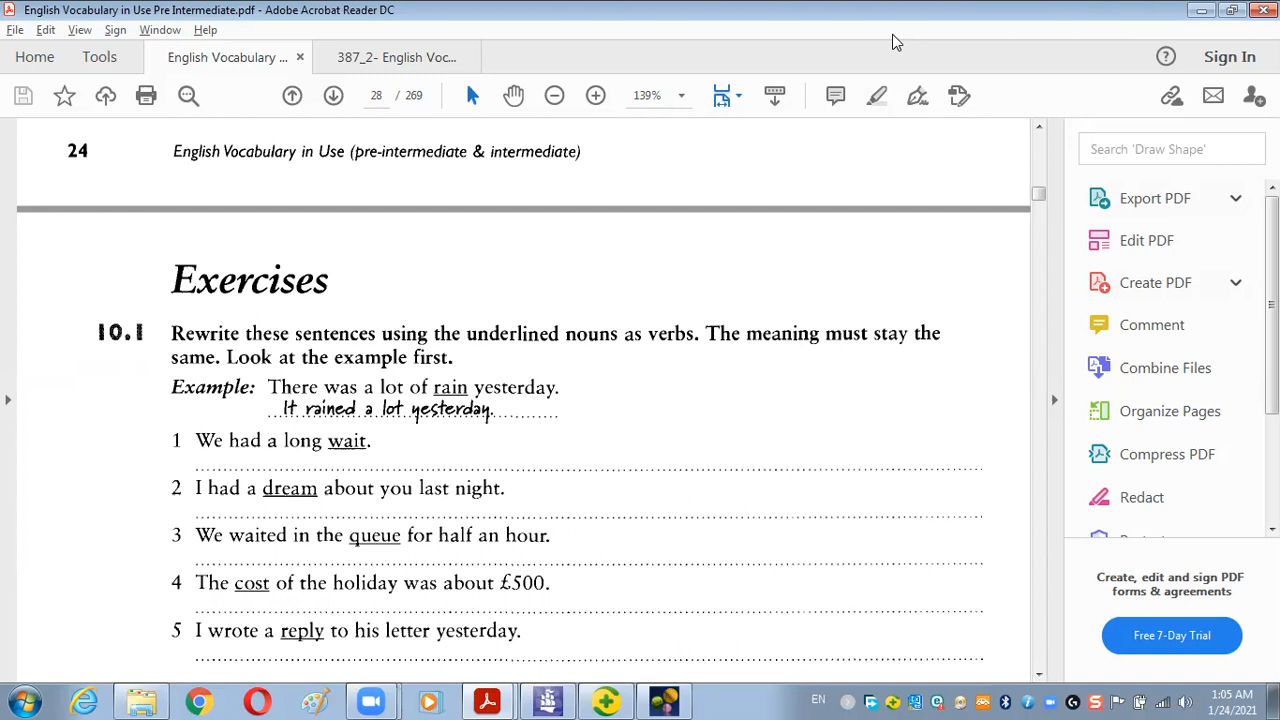 English Vocabulary in Use Pre Intermediate.pdf - Adobe Acrobat Reader DC
File Edit View Sign Window Help
Home Tools English Vocabulary ... × 387_2- English Voc... ? Sign In
28 / 269 139%
Search 'Draw Shape'
24 English Vocabulary in Use (pre-intermediate & intermediate)
Export PDF
Edit PDF
Create PDF
Comment
Combine Files
Organize Pages
Compress PDF
Redact
Exercises
10.1 Rewrite these sentences using the underlined nouns as verbs. The meaning must stay the
same. Look at the example first.
Example: There was a lot of rain yesterday.
It rained a lot yesterday.
1 We had a long wait.
2 I had a dream about you last night.
3 We waited in the queue for half an hour.
4 The cost of the holiday was about £500.
5 I wrote a reply to his letter yesterday.
Create, edit and sign PDF
forms & agreements
Free 7-Day Trial
EN
1:05 AM
1/24/2021